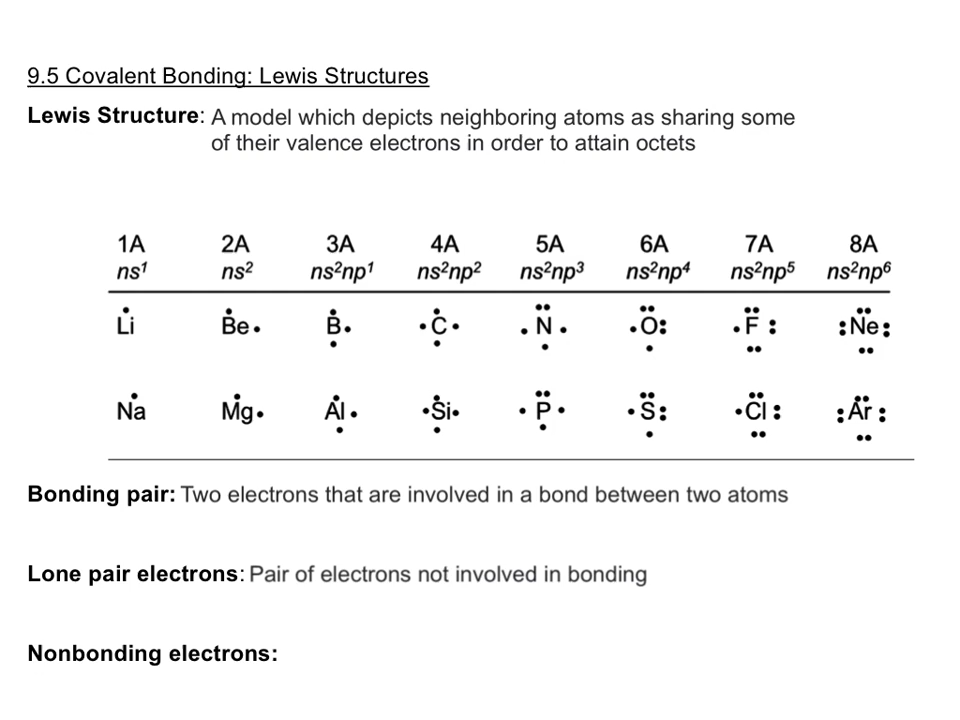 9.5 Covalent Bonding: Lewis Structures
Lewis Structure: A model which depicts neighboring atoms as sharing some
of their valence electrons in order to attain octets
1A 2A 3A 4A 5A 6A 7A 8A
ns¹ ns² ns²np¹ ns²np² ns²np³ ns²np⁴ ns²np⁵ ns²np⁶
Li Be B C N O F Ne
Na Mg Al Si P S Cl Ar
Bonding pair: Two electrons that are involved in a bond between two atoms
Lone pair electrons: Pair of electrons not involved in bonding
Nonbonding electrons: